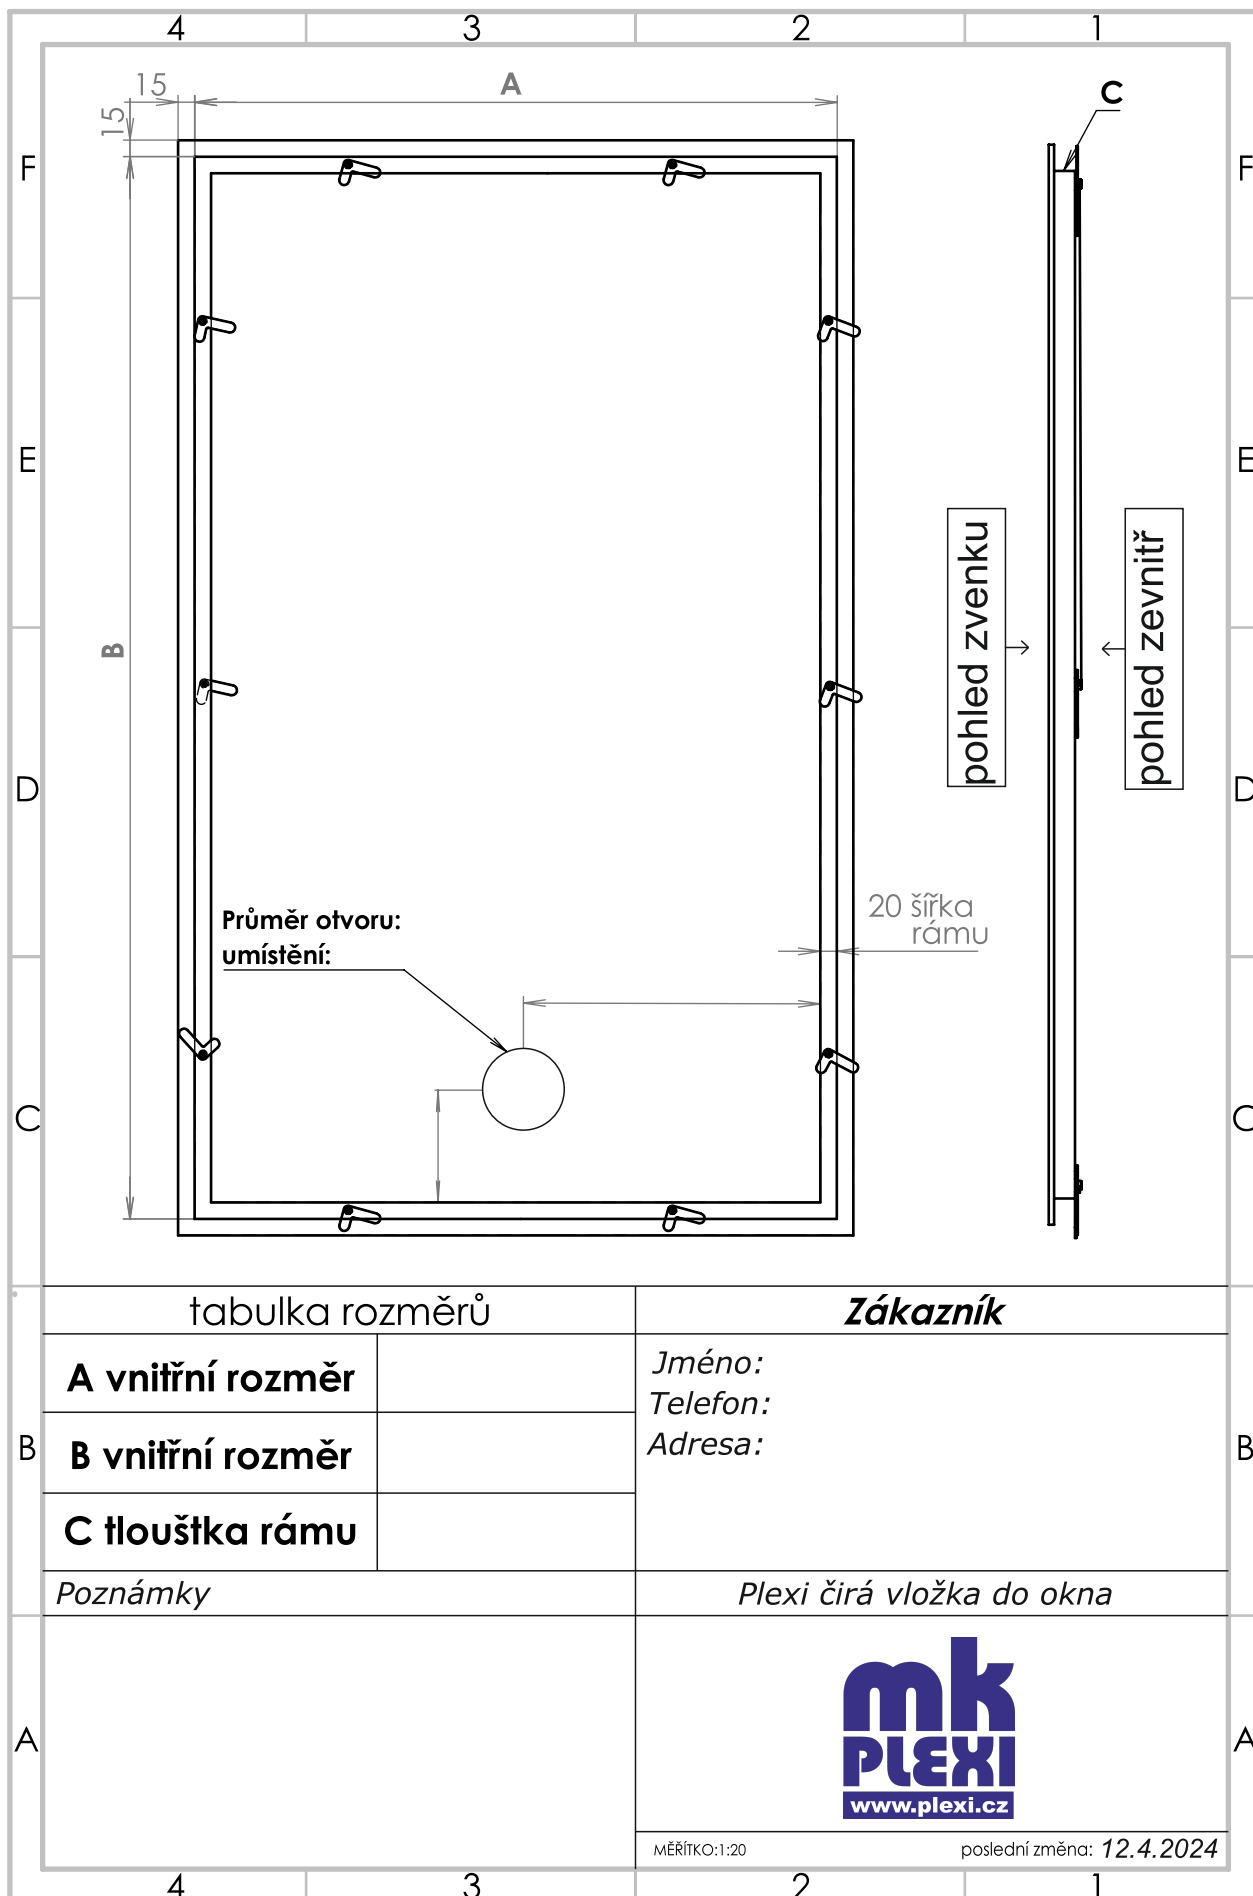 4 3 2 1
15 A
C
15
F F
E E
pohled zvenku
pohled zevnitř
B
D D
20 šířka
rámu
Průměr otvoru:
umístění:
C C
tabulka rozměrů
Zákazník
A vnitřní rozměr
Jméno:
Telefon:
Adresa:
B B
B vnitřní rozměr
C tlouštka rámu
Poznámky
Plexi čirá vložka do okna
mk
PLEXI
www.plexi.cz
A A
MĚŘÍTKO:1:20
poslední změna: 12.4.2024
4 3 2 1